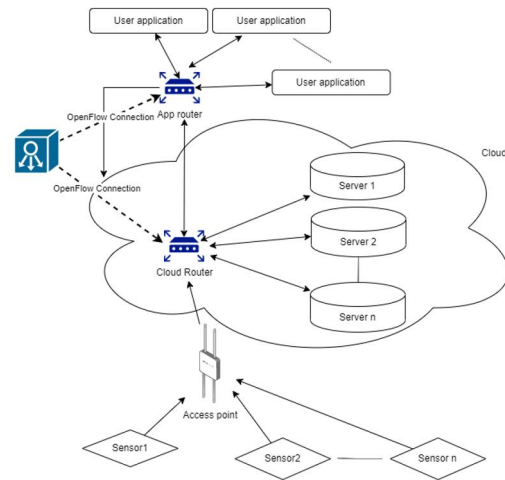 User application
User application
User application
OpenFlow Connection
App router
Cloud
Server 1
OpenFlow Connection
Server 2
Cloud Router
Server n
Access point
Sensor1
Sensor2
Sensor n